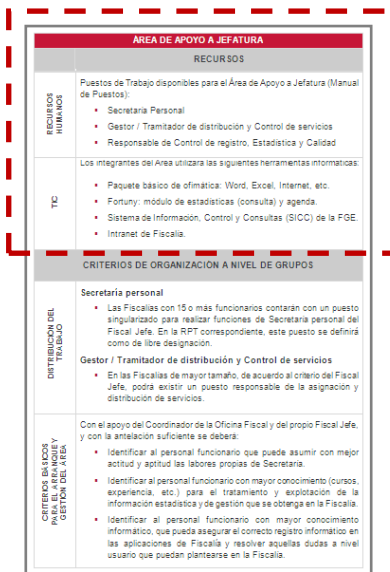 ÁREA DE APOYO A JEFATURA
RECURSOS
RECURSOS
HUMANOS
Puestos de Trabajo disponibles para el Área de Apoyo a Jefatura (Manual
de Puestos):
▪ Secretaria Personal
▪ Gestor / Tramitador de distribución y Control de servicios
▪ Responsable de Control de registro, Estadística y Calidad
TIC
Los integrantes del Área utilizará las siguientes herramientas informáticas:
▪ Paquete básico de ofimática: Word, Excel, Internet, etc.
▪ Fortuny: módulo de estadísticas (consulta) y agenda.
▪ Sistema de Información, Control y Consultas (SICC) de la FGE.
▪ Intranet de Fiscalía.
CRITERIOS DE ORGANIZACIÓN A NIVEL DE GRUPOS
DISTRIBUCIÓN DEL
TRABAJO
Secretaría personal
▪ Las Fiscalías con 15 o más funcionarios contarán con un puesto
singularizado para realizar funciones de Secretaría personal del
Fiscal Jefe. En la RPT correspondiente, este puesto se definirá
como de libre designación.
Gestor / Tramitador de distribución y Control de servicios
▪ En las Fiscalías de mayor tamaño, de acuerdo al criterio del Fiscal
Jefe, podrá existir un puesto responsable de la asignación y
distribución de servicios.
CRITERIOS BÁSICOS
PARA EL ARRANQUE Y
GESTIÓN DEL ÁREA
Con el apoyo del Coordinador de la Oficina Fiscal y del propio Fiscal Jefe,
y con la antelación suficiente se deberá:
▪ Identificar al personal funcionario que puede asumir con mejor
actitud y aptitud las labores propias de Secretaría.
▪ Identificar al personal funcionario con mayor conocimiento (cursos,
experiencia, etc.) para el tratamiento y explotación de la
información estadística y de gestión que se obtenga en la Fiscalía.
▪ Identificar al personal funcionario con mayor conocimiento
informático, que pueda asegurar el correcto registro informático en
las aplicaciones de Fiscalía y resolver aquellas dudas a nivel
usuario que puedan plantearse en la Fiscalía.